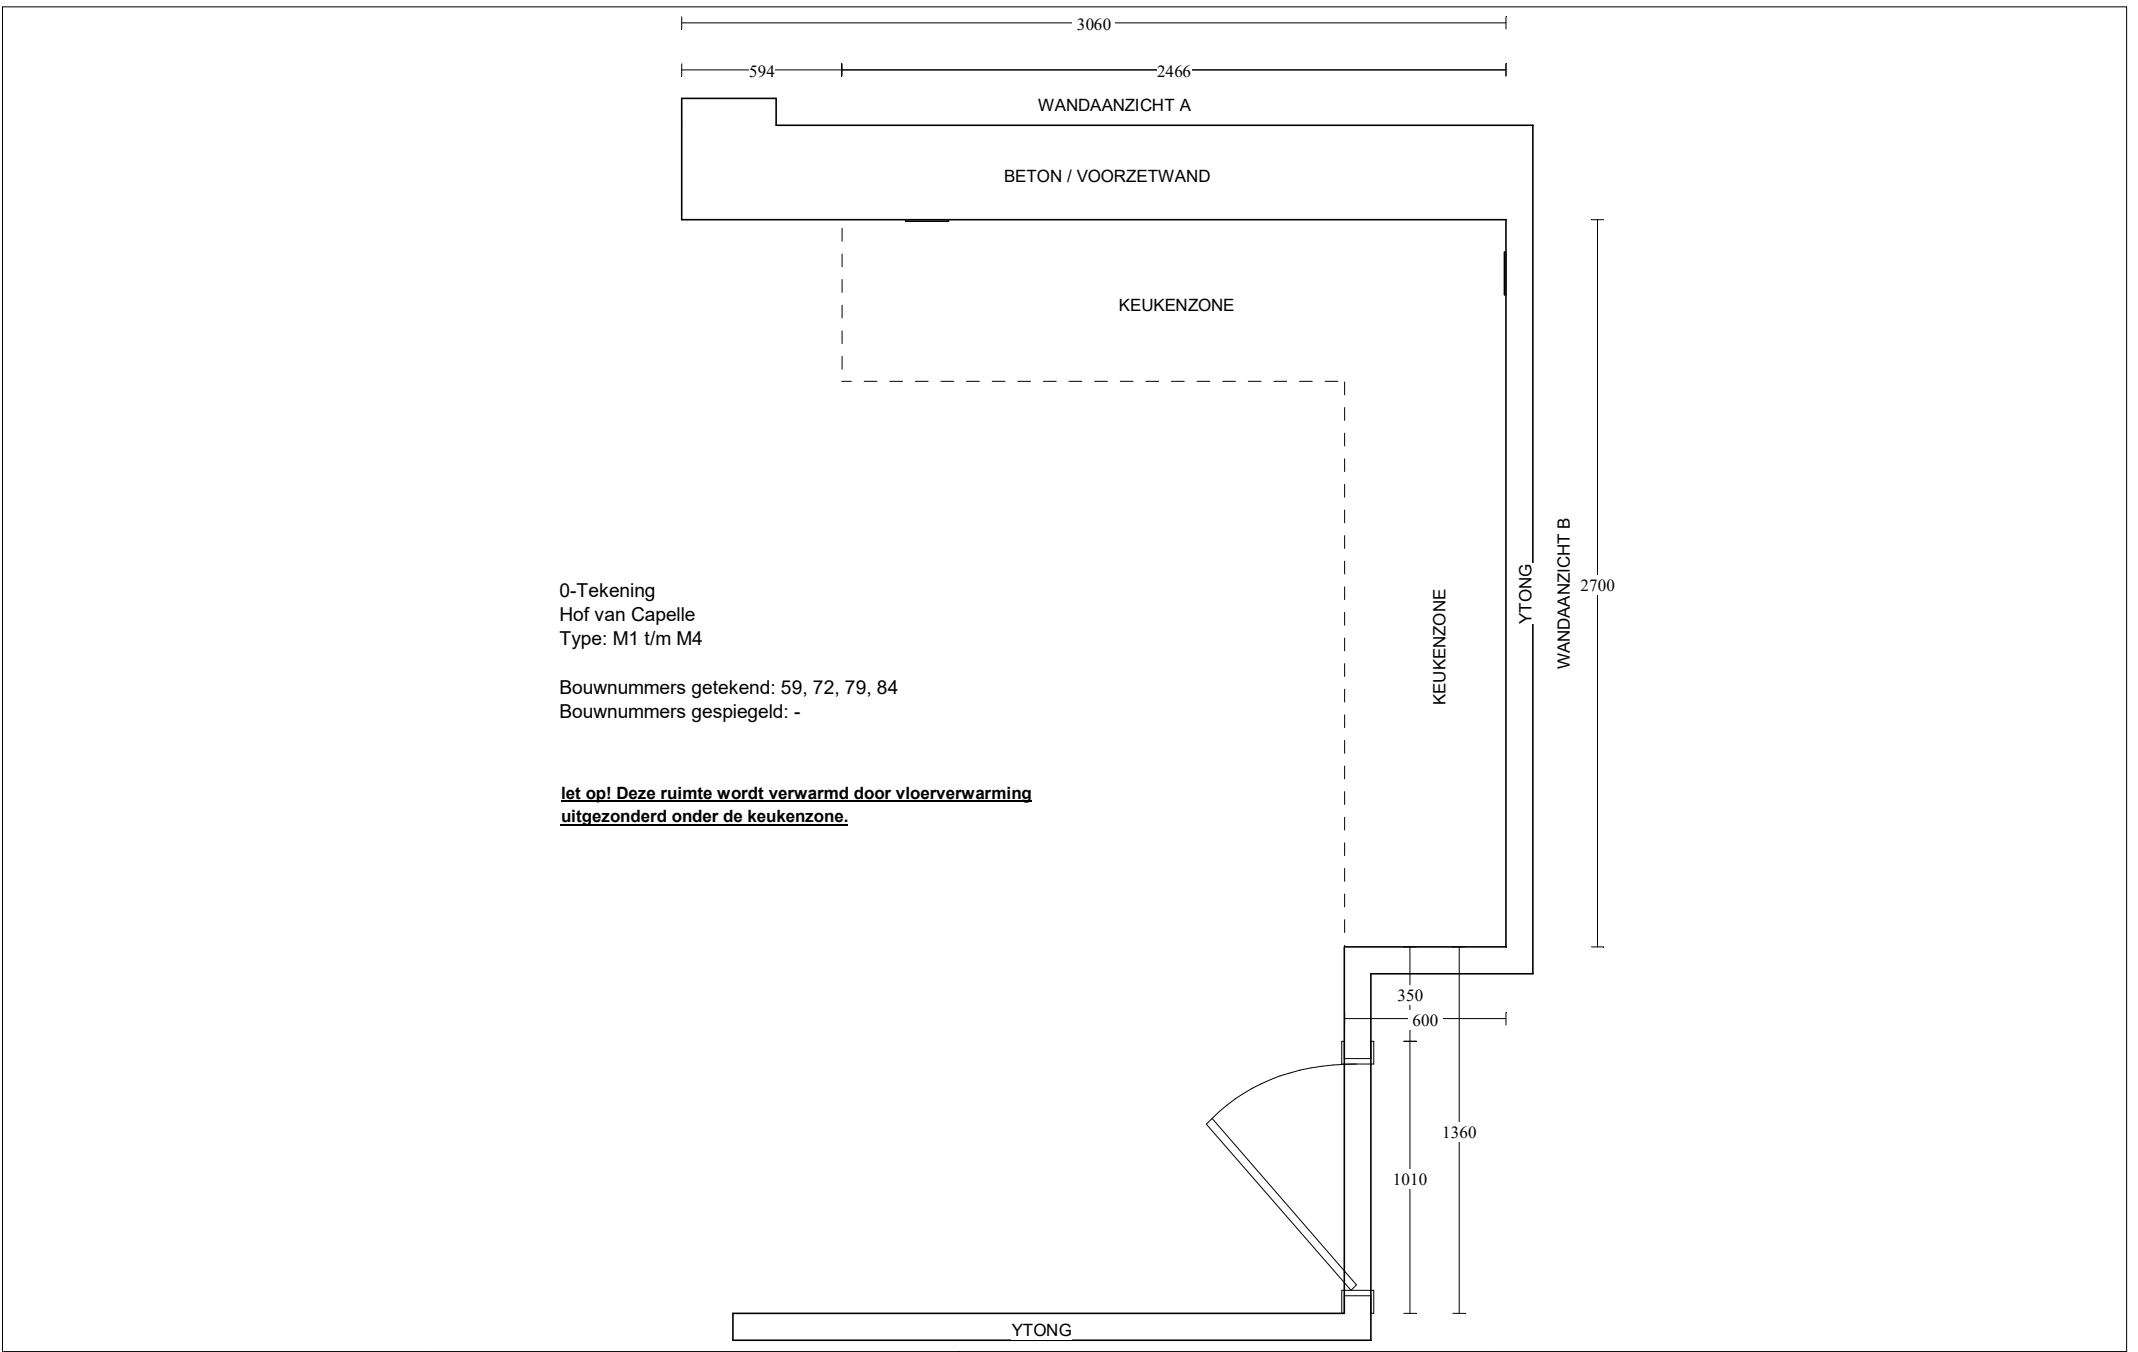 3060
594
2466
WANDAANZICHT A
BETON / VOORZETWAND
KEUKENZONE
0-Tekening
Hof van Capelle
Type: M1 t/m M4
Bouwnummers getekend: 59, 72, 79, 84
Bouwnummers gespiegeld: -
let op! Deze ruimte wordt verwarmd door vloerverwarming
uitgezonderd onder de keukenzone.
KEUKENZONE
YTONG
WANDAANZICHT B
2700
350
600
1360
1010
YTONG